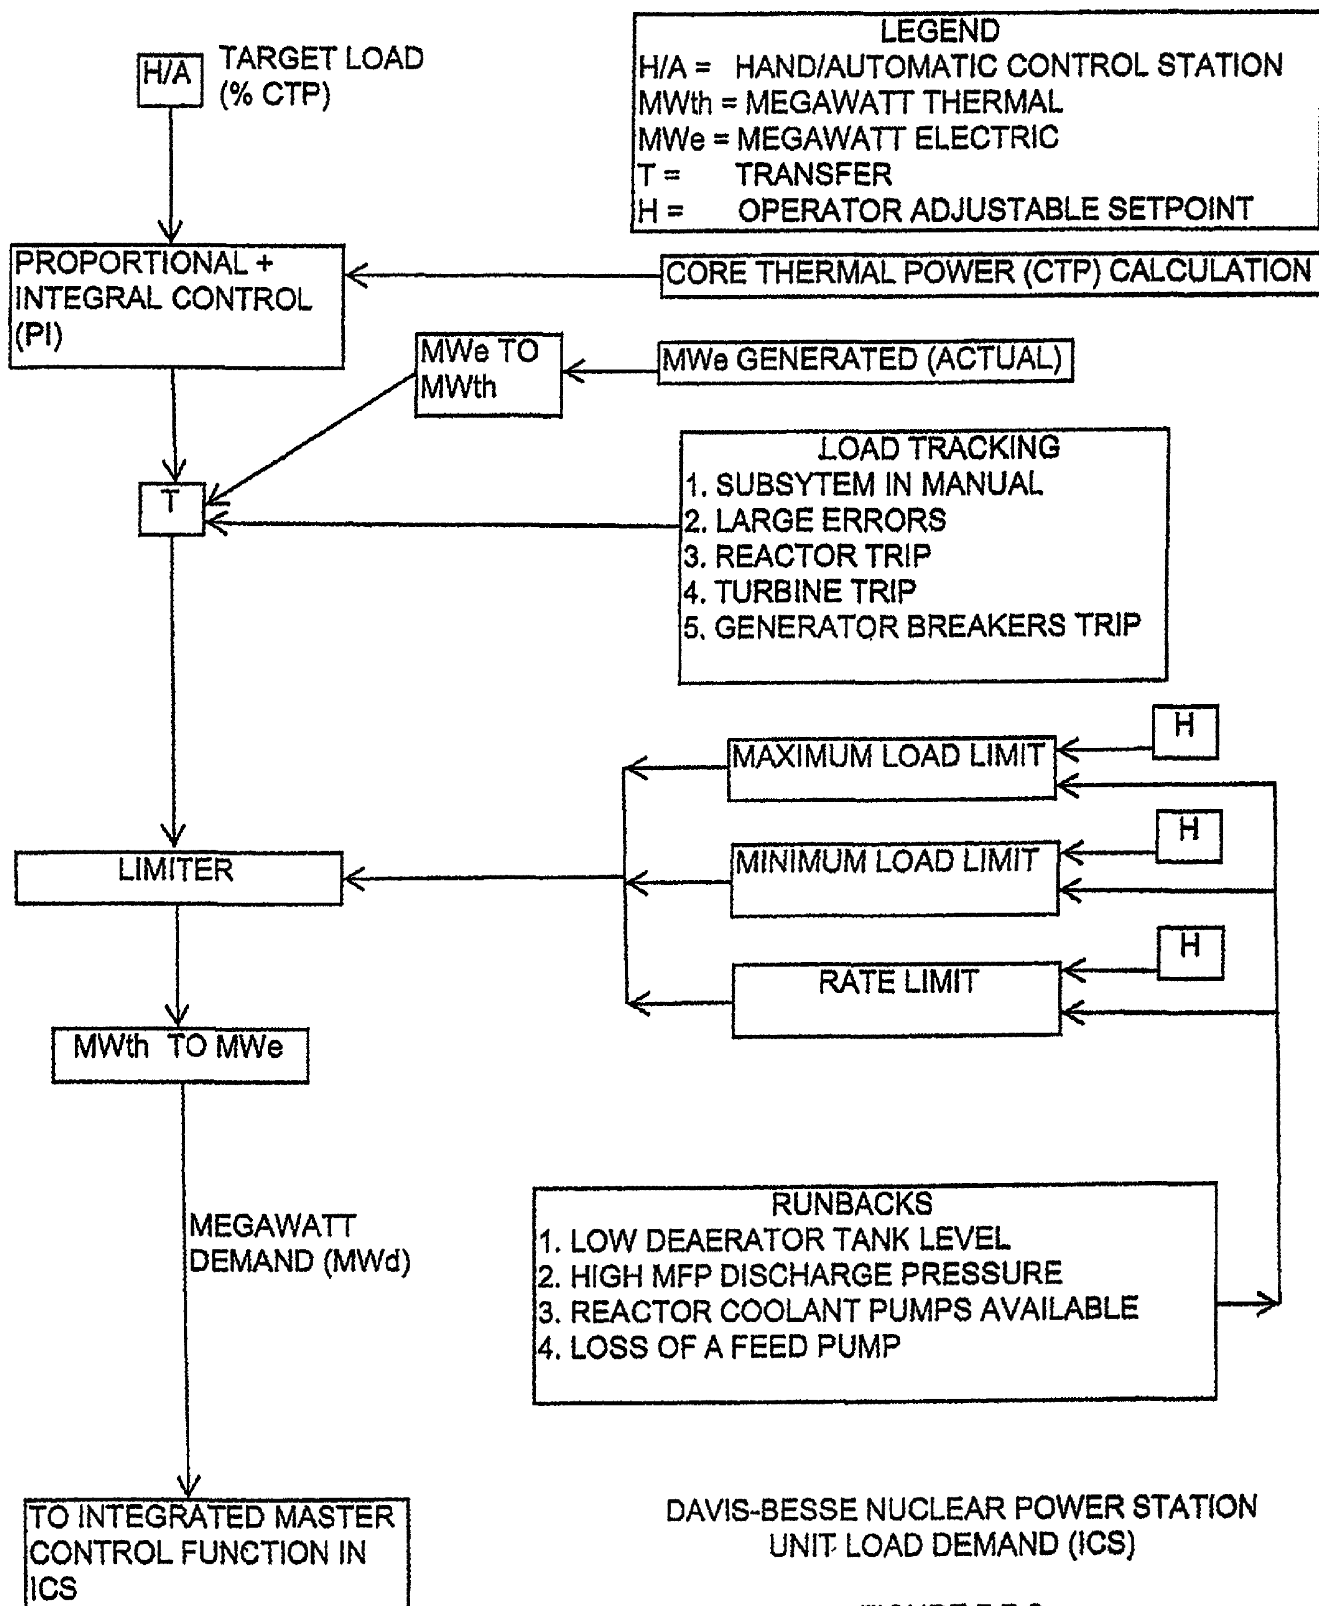 H/A
TARGET LOAD
(% CTP)
LEGEND
H/A = HAND/AUTOMATIC CONTROL STATION
MWth = MEGAWATT THERMAL
MWe = MEGAWATT ELECTRIC
T = TRANSFER
H = OPERATOR ADJUSTABLE SETPOINT
PROPORTIONAL +
INTEGRAL CONTROL
(PI)
CORE THERMAL POWER (CTP) CALCULATION
MWe TO
MWth
MWe GENERATED (ACTUAL)
T
LOAD TRACKING
1. SUBSYTEM IN MANUAL
2. LARGE ERRORS
3. REACTOR TRIP
4. TURBINE TRIP
5. GENERATOR BREAKERS TRIP
H
MAXIMUM LOAD LIMIT
H
MINIMUM LOAD LIMIT
LIMITER
H
RATE LIMIT
MWth TO MWe
MEGAWATT
DEMAND (MWd)
RUNBACKS
1. LOW DEAERATOR TANK LEVEL
2. HIGH MFP DISCHARGE PRESSURE
3. REACTOR COOLANT PUMPS AVAILABLE
4. LOSS OF A FEED PUMP
TO INTEGRATED MASTER
CONTROL FUNCTION IN
ICS
DAVIS-BESSE NUCLEAR POWER STATION
UNIT LOAD DEMAND (ICS)